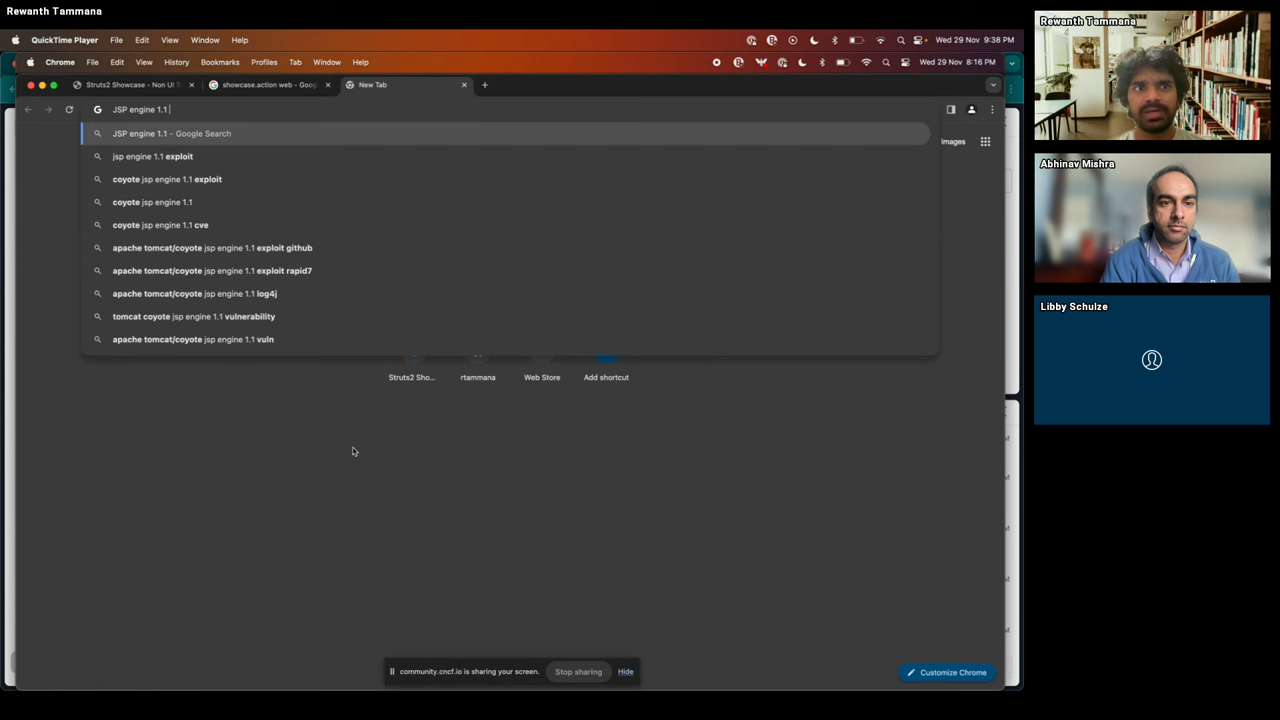 Rewanth Tammana
QuickTime Player File Edit View Window Help Wed 29 Nov 9:38 PM
Chrome File Edit View History Bookmarks Profiles Tab Window Help Wed 29 Nov 8:16 PM
Struts2 Showcase - Non UI T showcase.action web - Goog New Tab
JSP engine 1.1
JSP engine 1.1 - Google Search
Images
jsp engine 1.1 exploit
coyote jsp engine 1.1 exploit
coyote jsp engine 1.1
coyote jsp engine 1.1 cve
apache tomcat/coyote jsp engine 1.1 exploit github
apache tomcat/coyote jsp engine 1.1 exploit rapid7
apache tomcat/coyote jsp engine 1.1 log4j
tomcat coyote jsp engine 1.1 vulnerability
apache tomcat/coyote jsp engine 1.1 vuln
Struts2 Sho... rtammana Web Store Add shortcut
community.cncf.io is sharing your screen. Stop sharing Hide
Customize Chrome
Rewanth Tammana
Abhinav Mishra
Libby Schulze